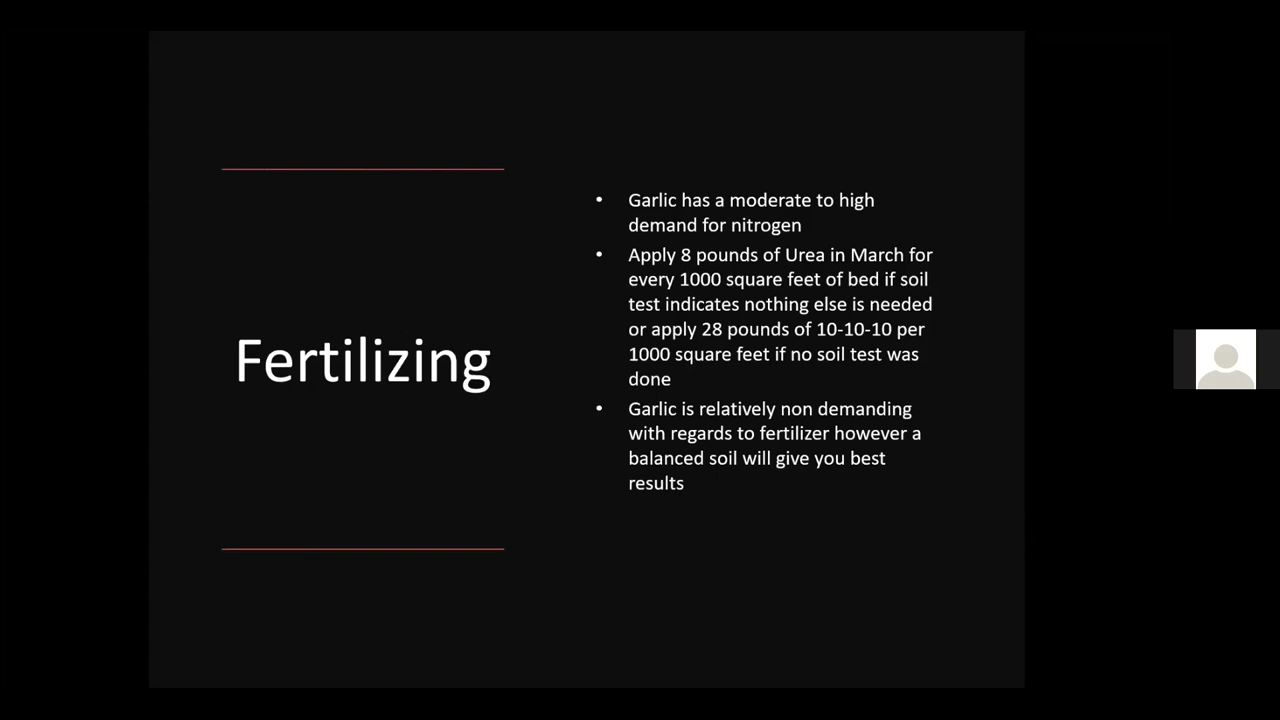 Fertilizing
• Garlic has a moderate to high
demand for nitrogen
• Apply 8 pounds of Urea in March for
every 1000 square feet of bed if soil
test indicates nothing else is needed
or apply 28 pounds of 10-10-10 per
1000 square feet if no soil test was
done
• Garlic is relatively non demanding
with regards to fertilizer however a
balanced soil will give you best
results